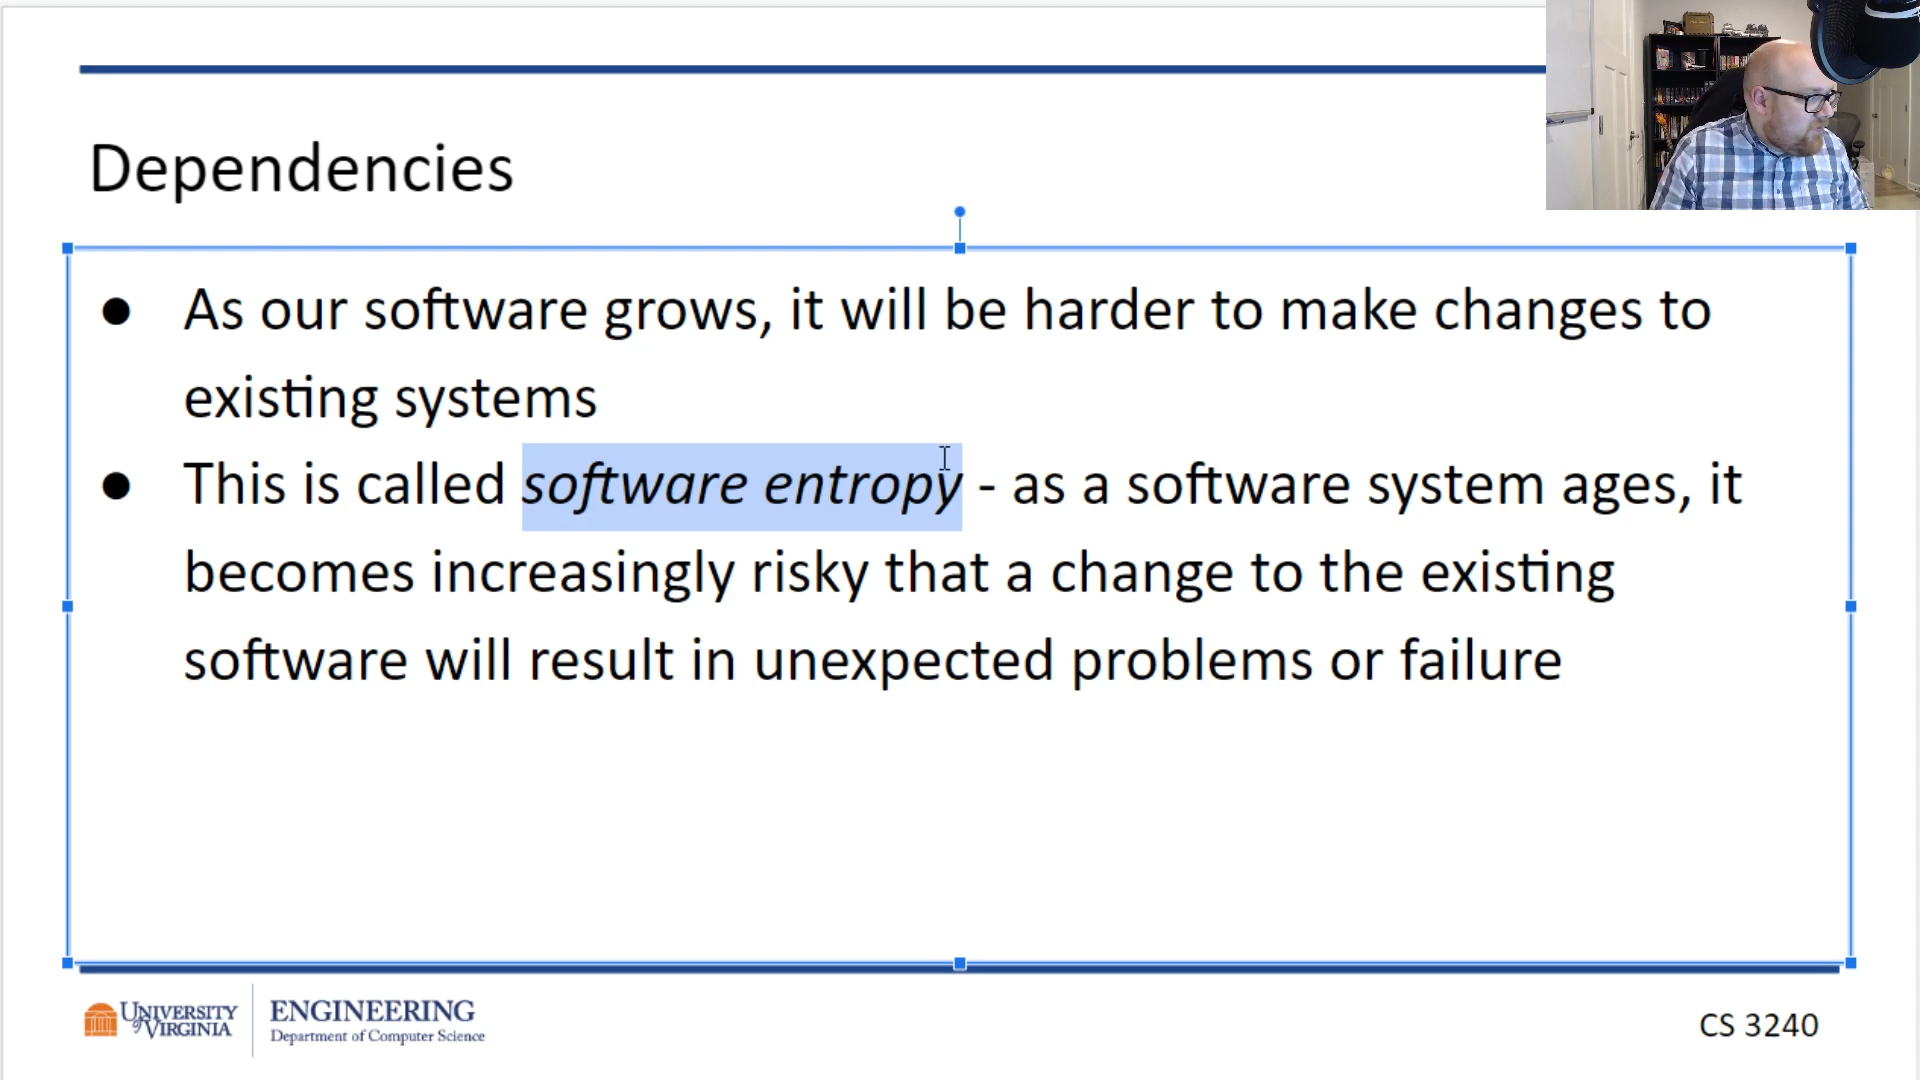 Dependencies
● As our software grows, it will be harder to make changes to
existing systems
● This is called software entropy - as a software system ages, it
becomes increasingly risky that a change to the existing
software will result in unexpected problems or failure
UNIVERSITY
of VIRGINIA
ENGINEERING
Department of Computer Science
CS 3240